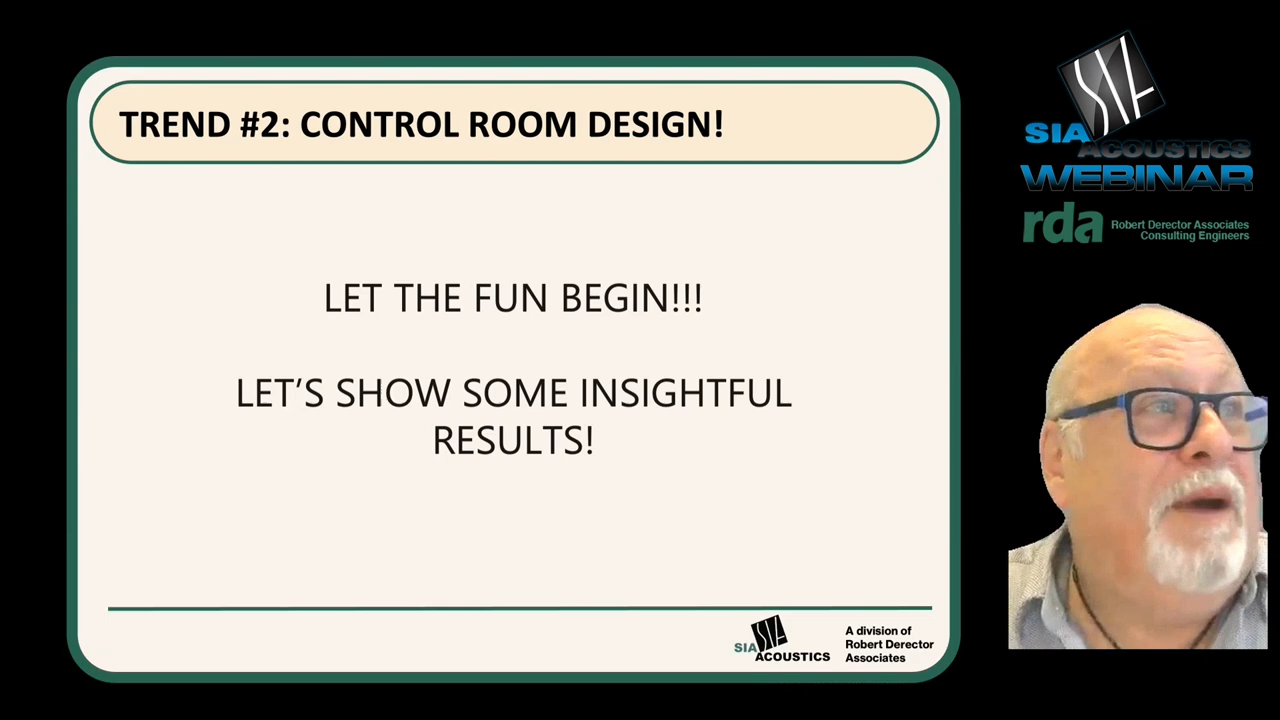 TREND #2: CONTROL ROOM DESIGN!
LET THE FUN BEGIN!!!
LET’S SHOW SOME INSIGHTFUL
RESULTS!
SIA
ACOUSTICS
A division of
Robert Derector
Associates
SIA
ACOUSTICS
WEBINAR
rda
Robert Derector Associates
Consulting Engineers